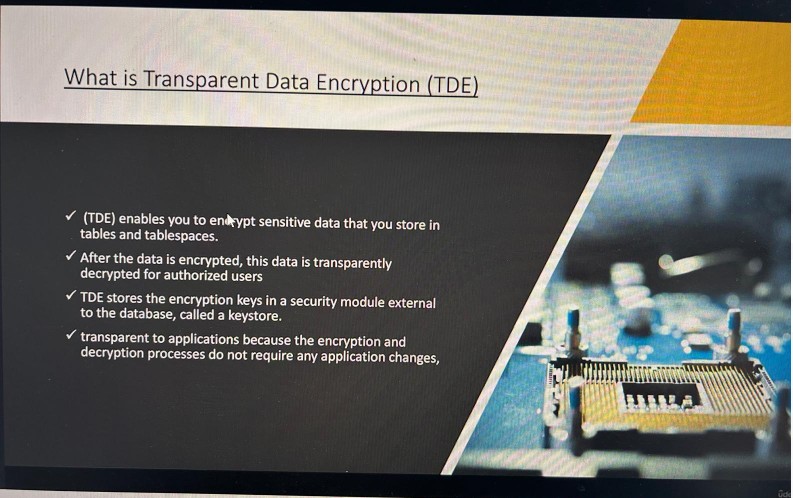 What is Transparent Data Encryption (TDE)
✓ (TDE) enables you to encrypt sensitive data that you store in
tables and tablespaces.
✓ After the data is encrypted, this data is transparently
decrypted for authorized users
✓ TDE stores the encryption keys in a security module external
to the database, called a keystore.
✓ transparent to applications because the encryption and
decryption processes do not require any application changes,